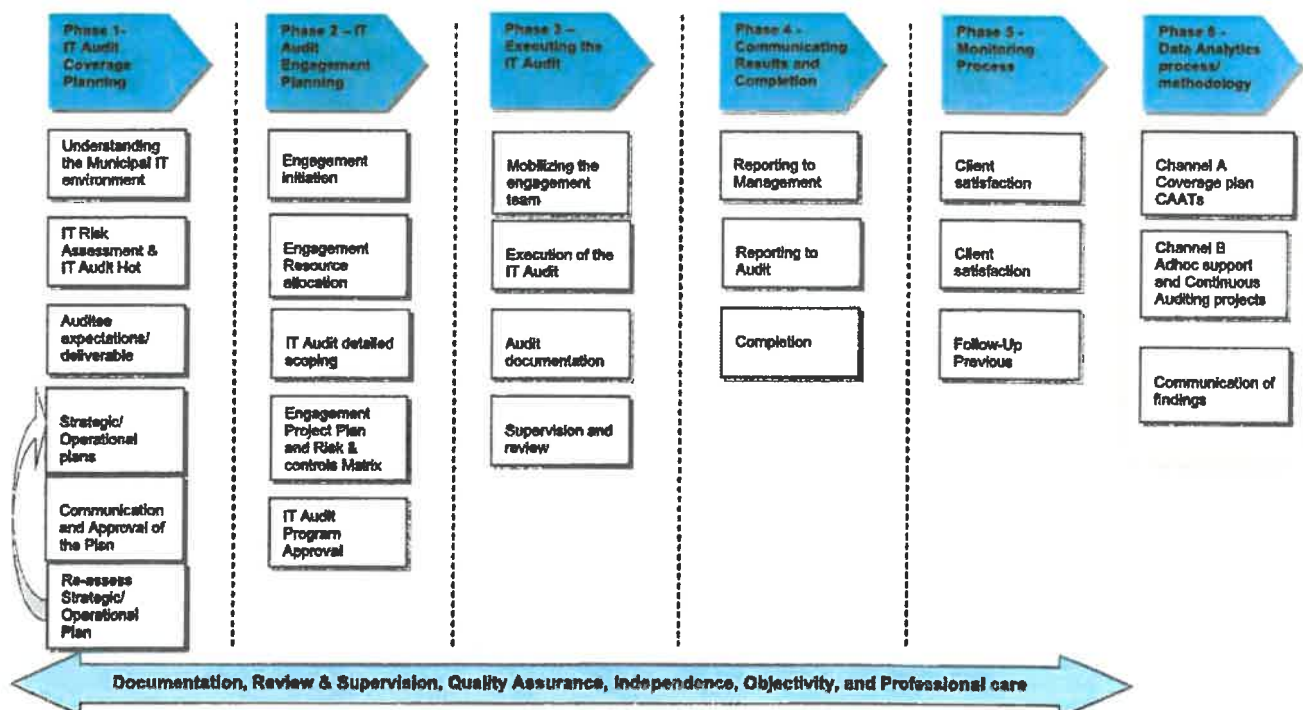 Phase 1-
IT Audit
Coverage
Planning
Understanding
the Municipal IT
environment
IT Risk
Assessment &
IT Audit Hot
Auditee
expectations/
deliverable
Strategic/
Operational
plans
Communication
and Approval of
the Plan
Re-assess
Strategic/
Operational
Plan
Phase 2 – IT
Audit
Engagement
Planning
Engagement
initiation
Engagement
Resource
allocation
IT Audit detailed
scoping
Engagement
Project Plan
and Risk &
controls Matrix
IT Audit
Program
Approval
Phase 3 –
Executing the
IT Audit
Mobilizing the
engagement
team
Execution of the
IT Audit
Audit
documentation
Supervision and
review
Phase 4 -
Communicating
Results and
Completion
Reporting to
Management
Reporting to
Audit
Completion
Phase 5 -
Monitoring
Process
Client
satisfaction
Client
satisfaction
Follow-Up
Previous
Phase 6 -
Data Analytics
process/
methodology
Channel A
Coverage plan
CAATs
Channel B
Adhoc support
and Continuous
Auditing projects
Communication of
findings
Documentation, Review & Supervision, Quality Assurance, Independence, Objectivity, and Professional care